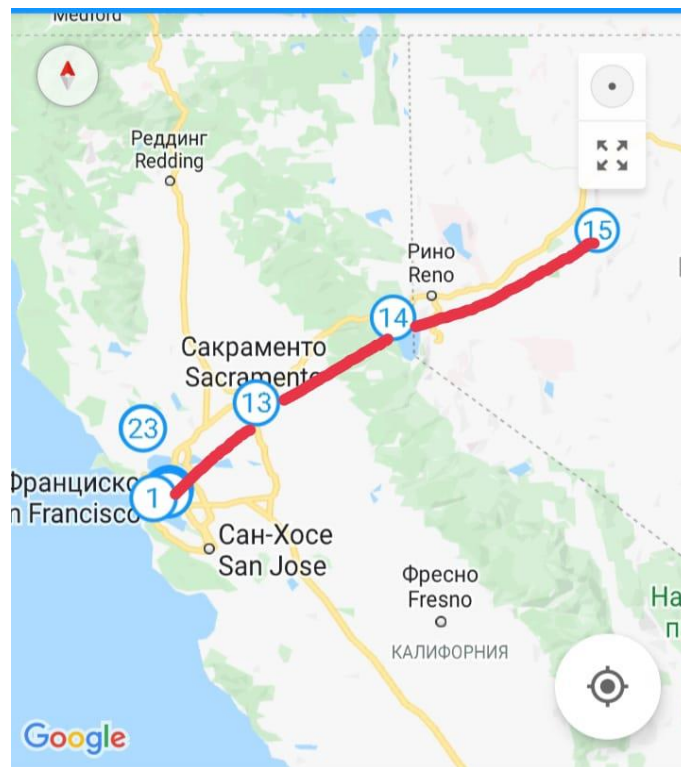 Medford
Реддинг
Redding
15
Рино
Reno
14
Сакраменто
Sacramento
13
23
Франциско
n Francisco
1
Сан-Хосе
San Jose
Фресно
Fresno
На
п
КАЛИФОРНИЯ
Google